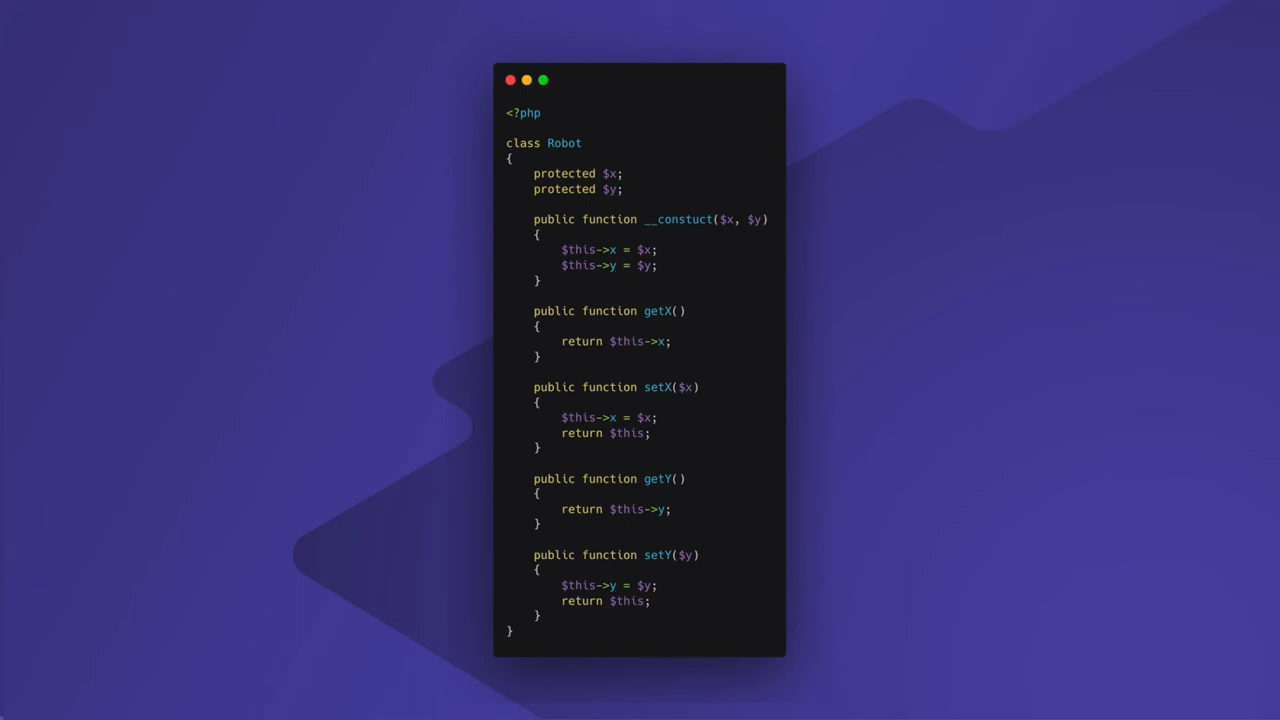 <?php
class Robot
{
protected $x;
protected $y;
public function __constuct($x, $y)
{
$this->x = $x;
$this->y = $y;
}
public function getX()
{
return $this->x;
}
public function setX($x)
{
$this->x = $x;
return $this;
}
public function getY()
{
return $this->y;
}
public function setY($y)
{
$this->y = $y;
return $this;
}
}